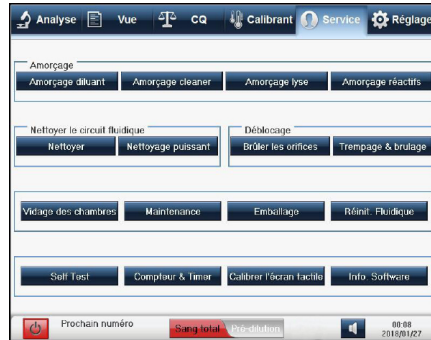 Analyse Vue CQ Calibrant Service Réglage
Amorçage
Amorçage diluant Amorçage cleaner Amorçage lyse Amorçage réactifs
Nettoyer le circuit fluidique Déblocage
Nettoyer Nettoyage puissant Brûler les orifices Trempage & brulage
Vidage des chambres Maintenance Emballage Réinit. Fluidique
Self Test Compteur & Timer Calibrer l'écran tactile Info. Software
Prochain numéro Sang total Pré-dilution 00:08
2018/01/27